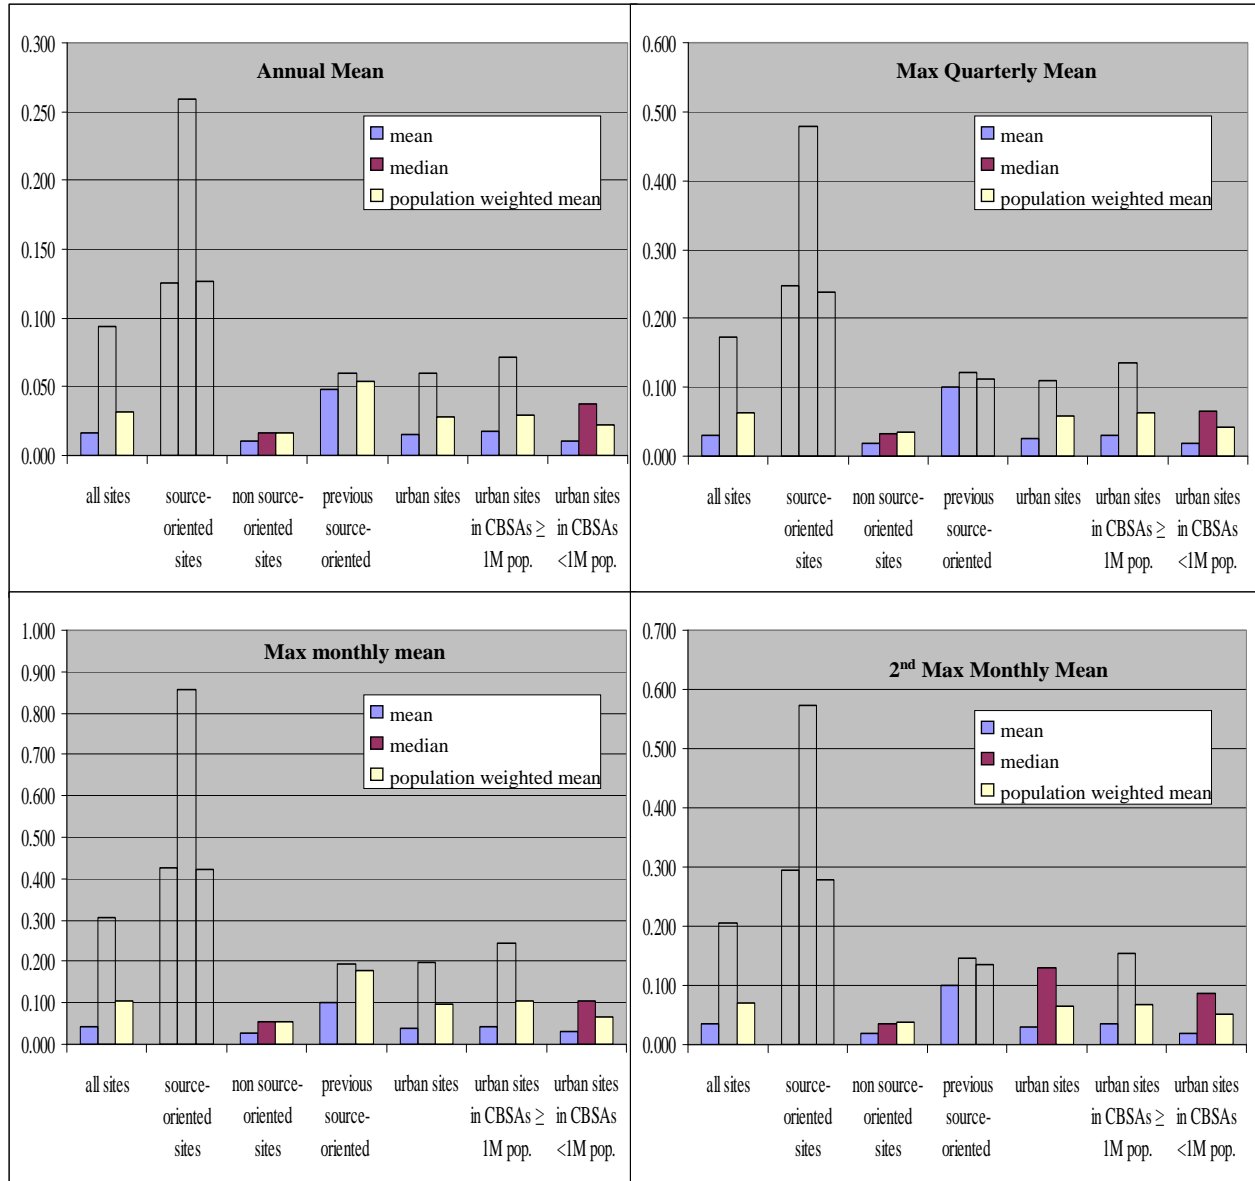 Annual Mean
0.300
0.250
0.200
0.150
0.100
0.050
0.000
mean
median
population weighted mean
all sites
source-
oriented
sites
non source-
oriented
sites
previous
source-
oriented
urban sites
urban sites
in CBSAs ≥
1M pop.
urban sites
in CBSAs
<1M pop.
Max Quarterly Mean
0.600
0.500
0.400
0.300
0.200
0.100
0.000
mean
median
population weighted mean
all sites
source-
oriented
sites
non source-
oriented
sites
previous
source-
oriented
urban sites
urban sites
in CBSAs ≥
1M pop.
urban sites
in CBSAs
<1M pop.
Max monthly mean
1.000
0.900
0.800
0.700
0.600
0.500
0.400
0.300
0.200
0.100
0.000
mean
median
population weighted mean
all sites
source-
oriented
sites
non source-
oriented
sites
previous
source-
oriented
urban sites
urban sites
in CBSAs ≥
1M pop.
urban sites
in CBSAs
<1M pop.
2nd Max Monthly Mean
0.700
0.600
0.500
0.400
0.300
0.200
0.100
0.000
mean
median
population weighted mean
all sites
source-
oriented
sites
non source-
oriented
sites
previous
source-
oriented
urban sites
urban sites
in CBSAs ≥
1M pop.
urban sites
in CBSAs
<1M pop.